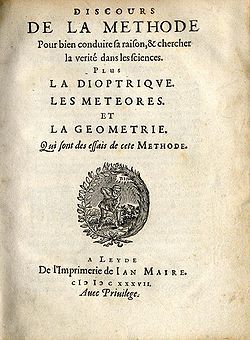 DISCOURS
DE LA METHODE
Pour bien conduire ſa raiſon, & chercher
la verité dans les ſciences.
PLUS
LA DIOPTRIQVE.
LES METEORES.
ET
LA GEOMETRIE.
Qui ſont des eſſais de cete METHODE.
A LEYDE
De l'Imprimerie de IAN MAIRE.
cIↃ IↃ c XXXVII.
Auec Priuilege.